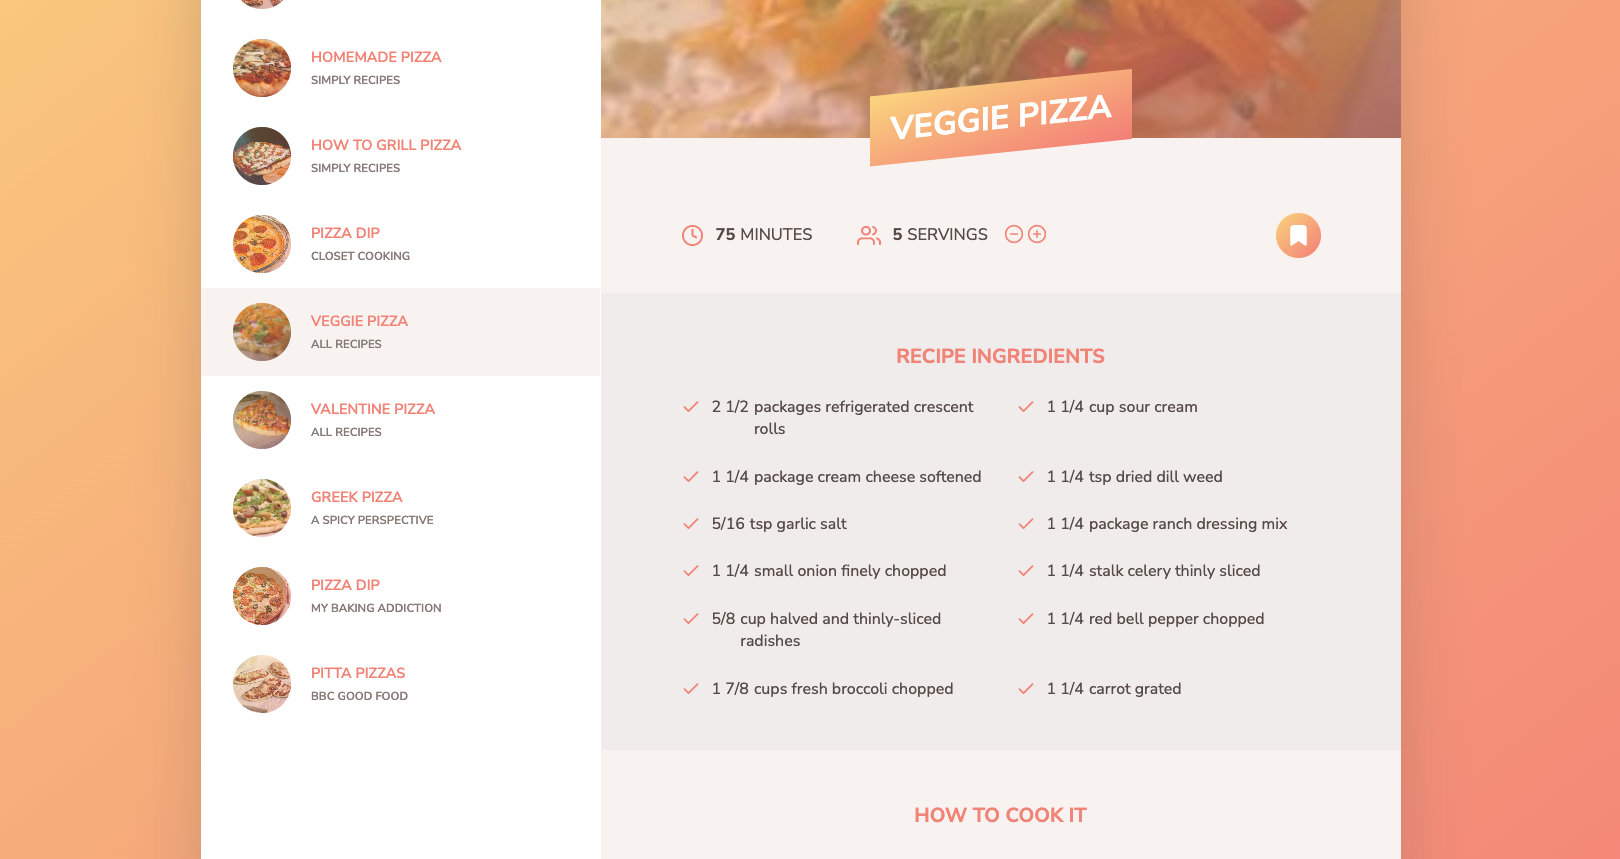 HOMEMADE PIZZA
SIMPLY RECIPES
HOW TO GRILL PIZZA
SIMPLY RECIPES
PIZZA DIP
CLOSET COOKING
VEGGIE PIZZA
ALL RECIPES
VALENTINE PIZZA
ALL RECIPES
GREEK PIZZA
A SPICY PERSPECTIVE
PIZZA DIP
MY BAKING ADDICTION
PITTA PIZZAS
BBC GOOD FOOD
VEGGIE PIZZA
75 MINUTES
5 SERVINGS
RECIPE INGREDIENTS
2 1/2 packages refrigerated crescent
rolls
1 1/4 cup sour cream
1 1/4 package cream cheese softened
1 1/4 tsp dried dill weed
5/16 tsp garlic salt
1 1/4 package ranch dressing mix
1 1/4 small onion finely chopped
1 1/4 stalk celery thinly sliced
5/8 cup halved and thinly-sliced
radishes
1 1/4 red bell pepper chopped
1 7/8 cups fresh broccoli chopped
1 1/4 carrot grated
HOW TO COOK IT